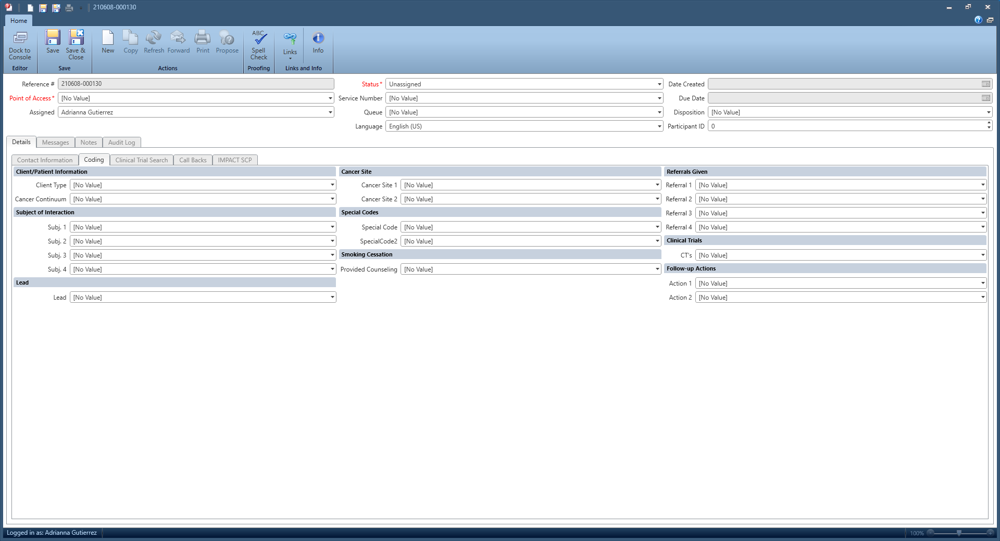 210608-000130
Home
Dock to Console
Save
Save & Close
New
Copy
Refresh
Forward
Print
Propose
ABC
Spell Check
Links
Info
Editor
Save
Actions
Proofing
Links and Info
Reference # 210608-000130
Status* Unassigned
Date Created
Point of Access* [No Value]
Service Number [No Value]
Due Date
Assigned Adrianna Gutierrez
Queue [No Value]
Disposition [No Value]
Language English (US)
Participant ID 0
Details Messages Notes Audit Log
Contact Information Coding Clinical Trial Search Call Backs IMPACT SCP
Client/Patient Information
Client Type [No Value]
Cancer Continuum [No Value]
Subject of Interaction
Subj. 1 [No Value]
Subj. 2 [No Value]
Subj. 3 [No Value]
Subj. 4 [No Value]
Lead
Lead [No Value]
Cancer Site
Cancer Site 1 [No Value]
Cancer Site 2 [No Value]
Special Codes
Special Code [No Value]
SpecialCode2 [No Value]
Smoking Cessation
Provided Counseling [No Value]
Referrals Given
Referral 1 [No Value]
Referral 2 [No Value]
Referral 3 [No Value]
Referral 4 [No Value]
Clinical Trials
CT's [No Value]
Follow-up Actions
Action 1 [No Value]
Action 2 [No Value]
Logged in as: Adrianna Gutierrez
100%